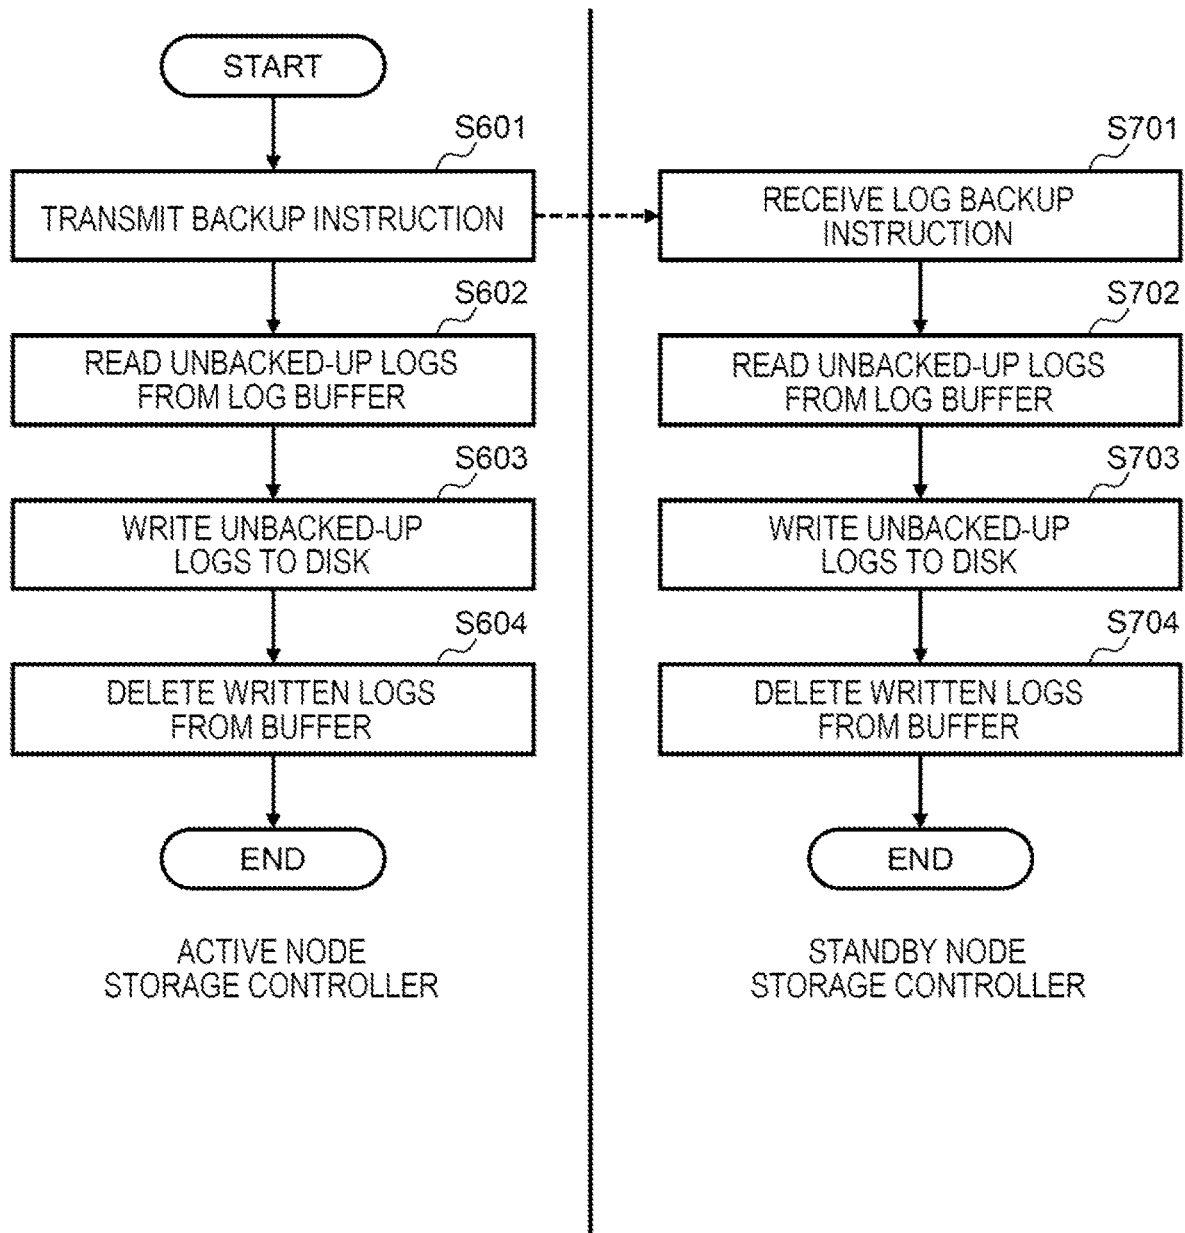 START
S601
TRANSMIT BACKUP INSTRUCTION
S602
READ UNBACKED-UP LOGS
FROM LOG BUFFER
S603
WRITE UNBACKED-UP
LOGS TO DISK
S604
DELETE WRITTEN LOGS
FROM BUFFER
END
ACTIVE NODE
STORAGE CONTROLLER
S701
RECEIVE LOG BACKUP
INSTRUCTION
S702
READ UNBACKED-UP LOGS
FROM LOG BUFFER
S703
WRITE UNBACKED-UP
LOGS TO DISK
S704
DELETE WRITTEN LOGS
FROM BUFFER
END
STANDBY NODE
STORAGE CONTROLLER